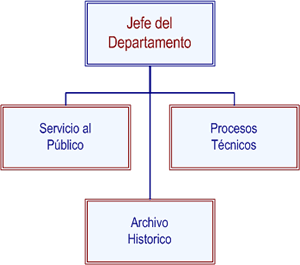 Jefe del
Departamento
Servicio al
Público
Procesos
Técnicos
Archivo
Historico